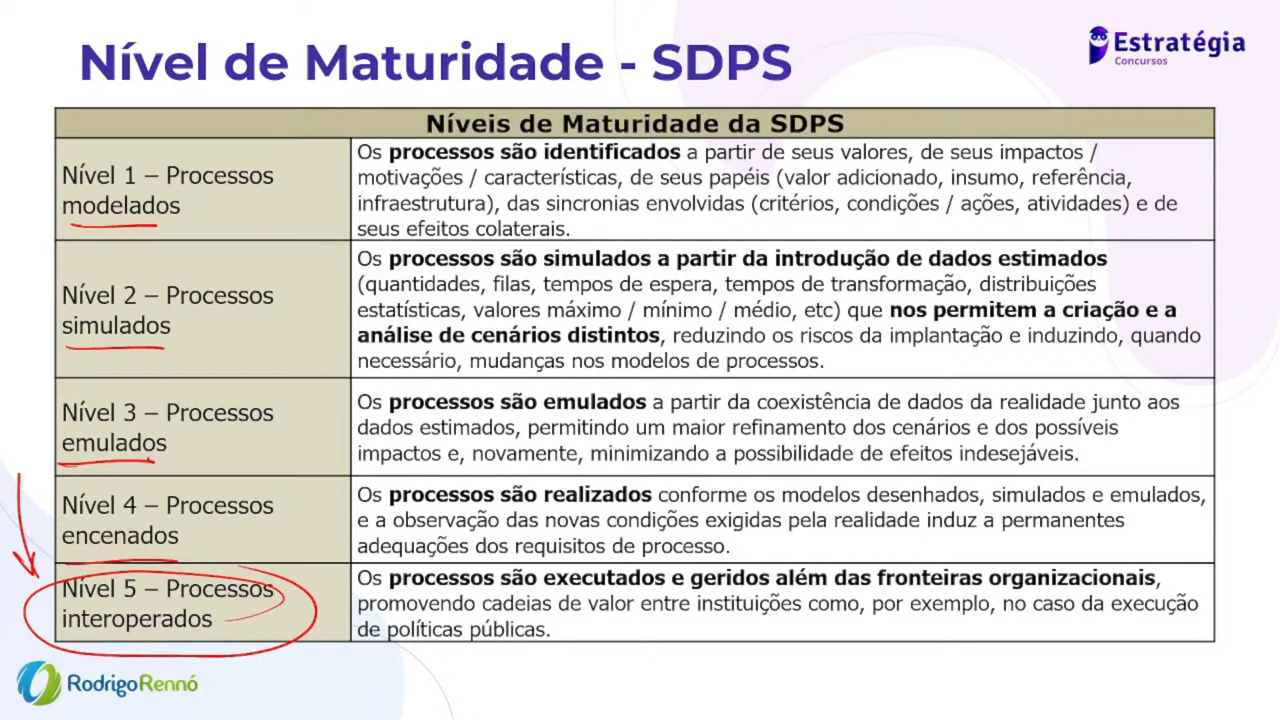 Nível de Maturidade - SDPS
Estratégia
Concursos
Níveis de Maturidade da SDPS
Nível 1 – Processos
modelados
Os processos são identificados a partir de seus valores, de seus impactos /
motivações / características, de seus papéis (valor adicionado, insumo, referência,
infraestrutura), das sincronias envolvidas (critérios, condições / ações, atividades) e de
seus efeitos colaterais.
Nível 2 – Processos
simulados
Os processos são simulados a partir da introdução de dados estimados
(quantidades, filas, tempos de espera, tempos de transformação, distribuições
estatísticas, valores máximo / mínimo / médio, etc) que nos permitem a criação e a
análise de cenários distintos, reduzindo os riscos da implantação e induzindo, quando
necessário, mudanças nos modelos de processos.
Nível 3 – Processos
emulados
Os processos são emulados a partir da coexistência de dados da realidade junto aos
dados estimados, permitindo um maior refinamento dos cenários e dos possíveis
impactos e, novamente, minimizando a possibilidade de efeitos indesejáveis.
Nível 4 – Processos
encenados
Os processos são realizados conforme os modelos desenhados, simulados e emulados,
e a observação das novas condições exigidas pela realidade induz a permanentes
adequações dos requisitos de processo.
Nível 5 – Processos
interoperados
Os processos são executados e geridos além das fronteiras organizacionais,
promovendo cadeias de valor entre instituições como, por exemplo, no caso da execução
de políticas públicas.
RodrigoRennó